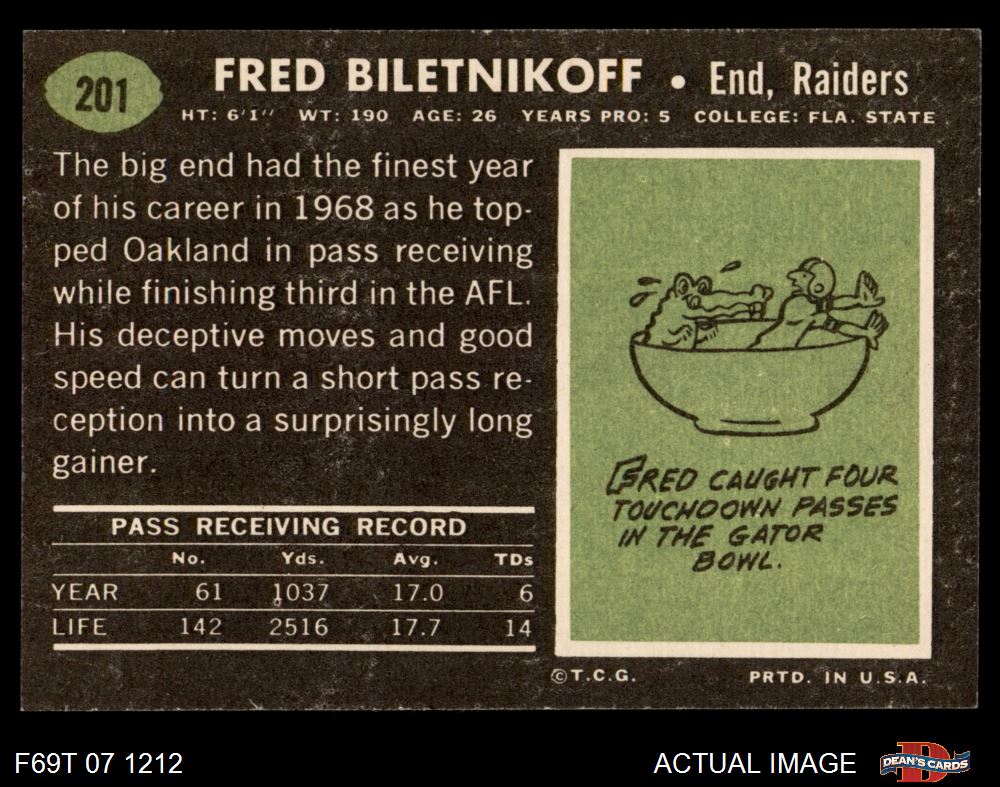 201
FRED BILETNIKOFF • End, Raiders
HT: 6'1'' WT: 190 AGE: 26 YEARS PRO: 5 COLLEGE: FLA. STATE
The big end had the finest year
of his career in 1968 as he top-
ped Oakland in pass receiving
while finishing third in the AFL.
His deceptive moves and good
speed can turn a short pass re-
ception into a surprisingly long
gainer.
PASS RECEIVING RECORD
No. Yds. Avg. TDs
YEAR 61 1037 17.0 6
LIFE 142 2516 17.7 14
FRED CAUGHT FOUR
TOUCHDOWN PASSES
IN THE GATOR
BOWL.
©T.C.G. PRTD. IN U.S.A.
F69T 07 1212
ACTUAL IMAGE
D
DEAN'S CARDS